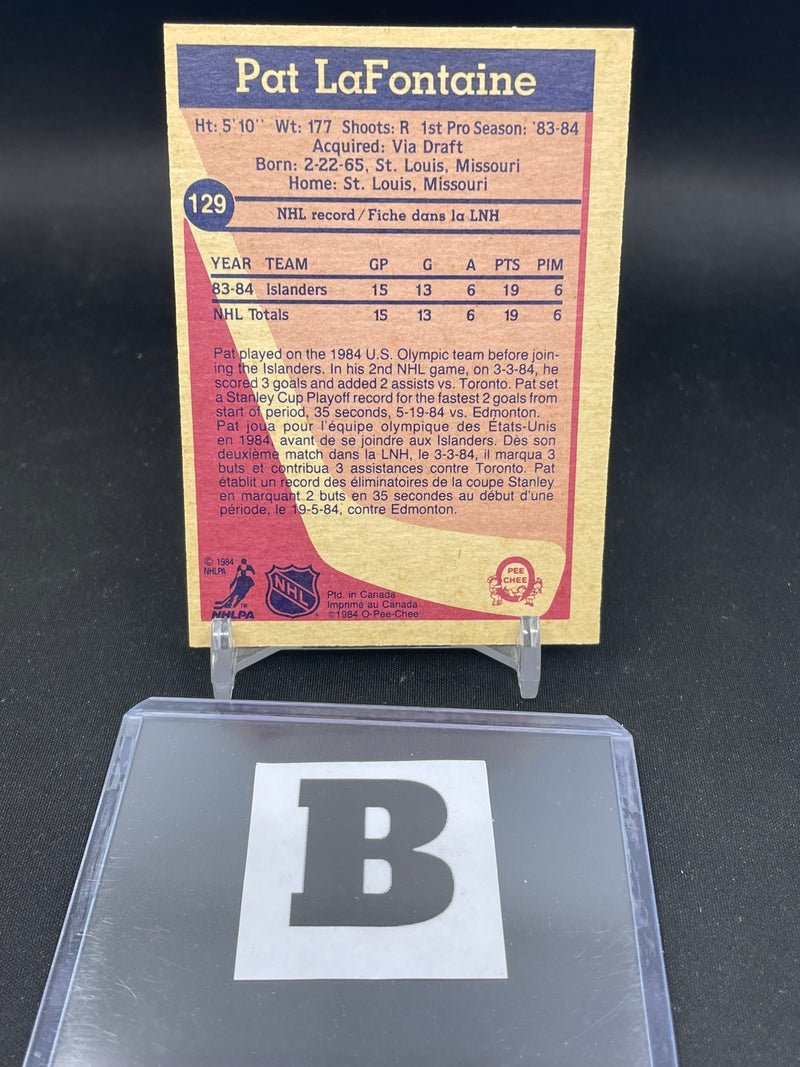 Pat LaFontaine
Ht: 5'10'' Wt: 177 Shoots: R 1st Pro Season: '83-84
Acquired: Via Draft
Born: 2-22-65, St. Louis, Missouri
Home: St. Louis, Missouri
129
NHL record/Fiche dans la LNH
YEAR TEAM GP G A PTS PIM
83-84 Islanders 15 13 6 19 6
NHL Totals 15 13 6 19 6
Pat played on the 1984 U.S. Olympic team before join-
ing the Islanders. In his 2nd NHL game, on 3-3-84, he
scored 3 goals and added 2 assists vs. Toronto. Pat set
a Stanley Cup Playoff record for the fastest 2 goals from
start of period, 35 seconds, 5-19-84 vs. Edmonton.
Pat joua pour l'équipe olympique des États-Unis
en 1984, avant de se joindre aux Islanders. Dès son
deuxième match dans la LNH, le 3-3-84, il marqua 3
buts et contribua 3 assistances contre Toronto. Pat
établit un record des éliminatoires de la coupe Stanley
en marquant 2 buts en 35 secondes au début d'une
période, le 19-5-84, contre Edmonton.
© 1984
NHLPA
TM
NHLPA
NHL
Ptd. in Canada
Imprimé au Canada
©1984 O-Pee-Chee
PEE
CHEE
B